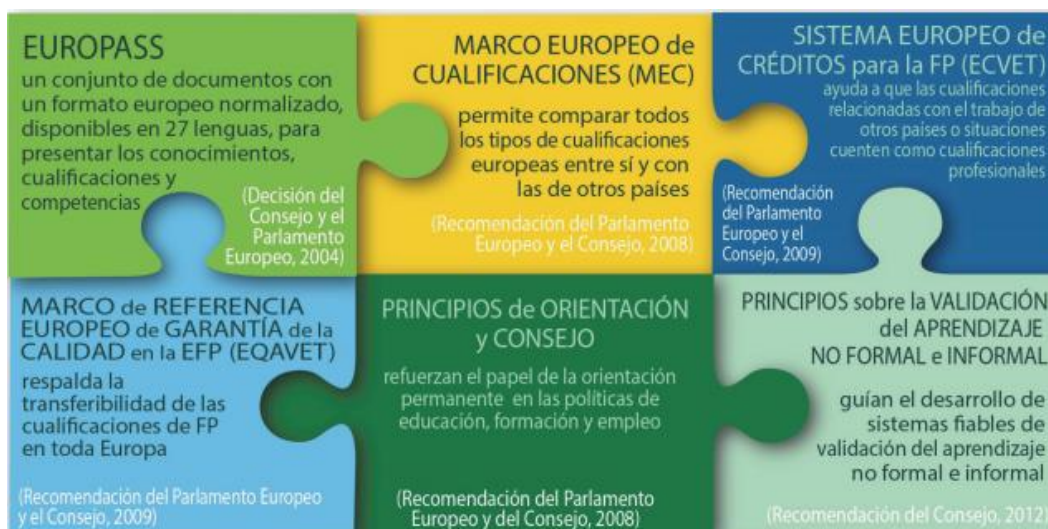 EUROPASS
un conjunto de documentos con
un formato europeo normalizado,
disponibles en 27 lenguas, para
presentar los conocimientos,
cualificaciones y
competencias
(Decisión del
Consejo y el
Parlamento
Europeo, 2004)
MARCO EUROPEO de
CUALIFICACIONES (MEC)
permite comparar todos
los tipos de cualificaciones
europeas entre sí y con
las de otros países
(Recomendación del Parlamento
Europeo y el Consejo, 2008)
SISTEMA EUROPEO de
CRÉDITOS para la FP (ECVET)
ayuda a que las cualificaciones
relacionadas con el trabajo de
otros países o situaciones
cuenten como cualificaciones
profesionales
(Recomendación
del Parlamento
Europeo y el
Consejo, 2009)
MARCO de REFERENCIA
EUROPEO de GARANTÍA de la
CALIDAD en la EFP (EQAVET)
respalda la
transferibilidad de las
cualificaciones de FP
en toda Europa
(Recomendación del Parlamento Europeo
y el Consejo, 2009)
PRINCIPIOS de ORIENTACIÓN
y CONSEJO
refuerzan el papel de la orientación
permanente en las políticas de
educación, formación y empleo
(Recomendación del Parlamento
Europeo y del Consejo, 2008)
PRINCIPIOS sobre la VALIDACIÓN
del APRENDIZAJE
NO FORMAL e INFORMAL
guían el desarrollo de
sistemas fiables de
validación del aprendizaje
no formal e informal
(Recomendación del Consejo, 2012)